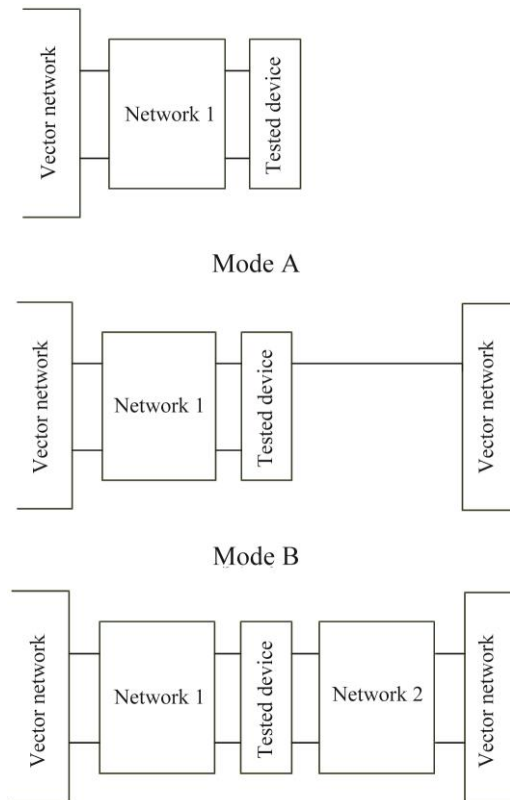 Vector network
Network 1
Tested device
Mode A
Vector network
Network 1
Tested device
Vector network
Mode B
Vector network
Network 1
Tested device
Network 2
Vector network